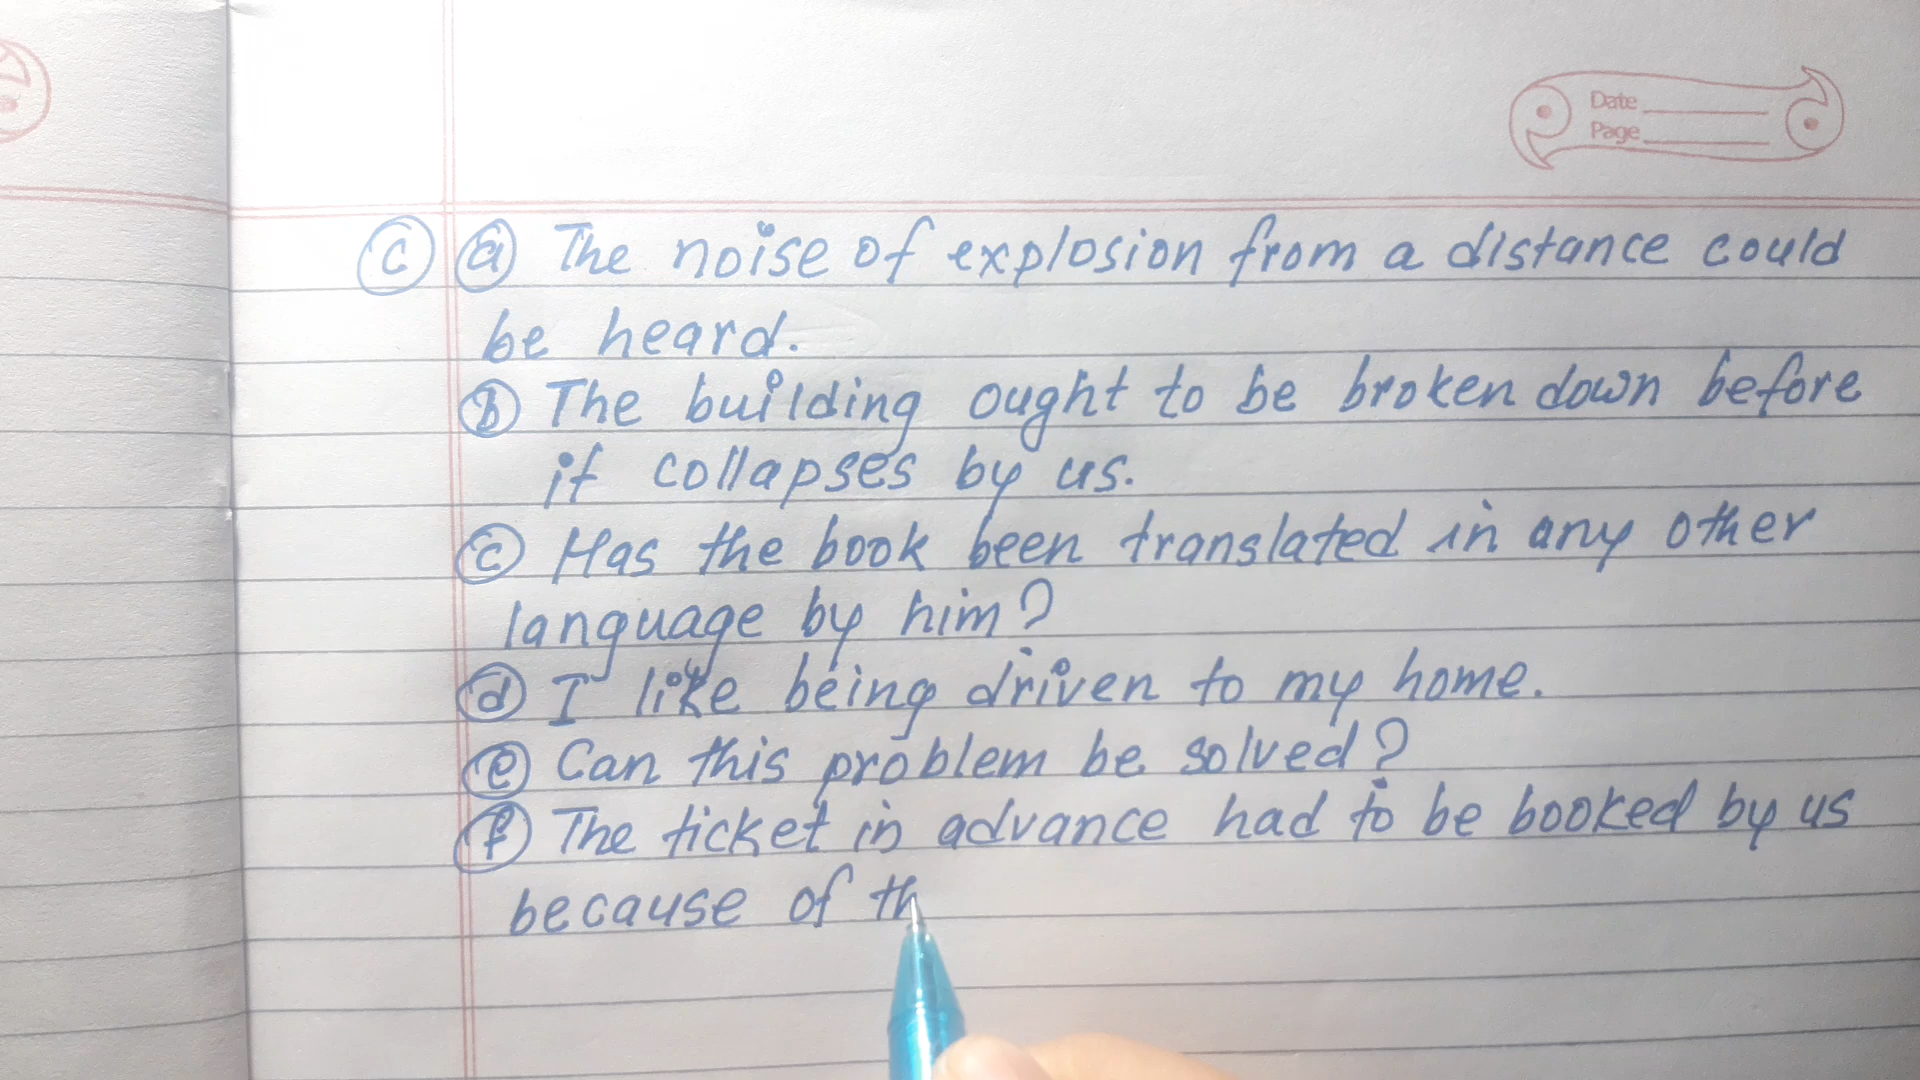 Date
Page
C a The noise of explosion from a distance could
be heard.
b The building ought to be broken down before
it collapses by us.
c Has the book been translated in any other
language by him?
d I like being driven to my home.
e Can this problem be solved?
f The ticket in advance had to be booked by us
because of th